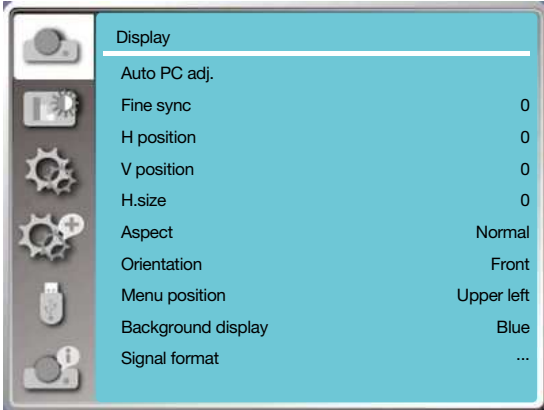 Display
Auto PC adj.
Fine sync 0
H position 0
V position 0
H.size 0
Aspect Normal
Orientation Front
Menu position Upper left
Background display Blue
Signal format ...